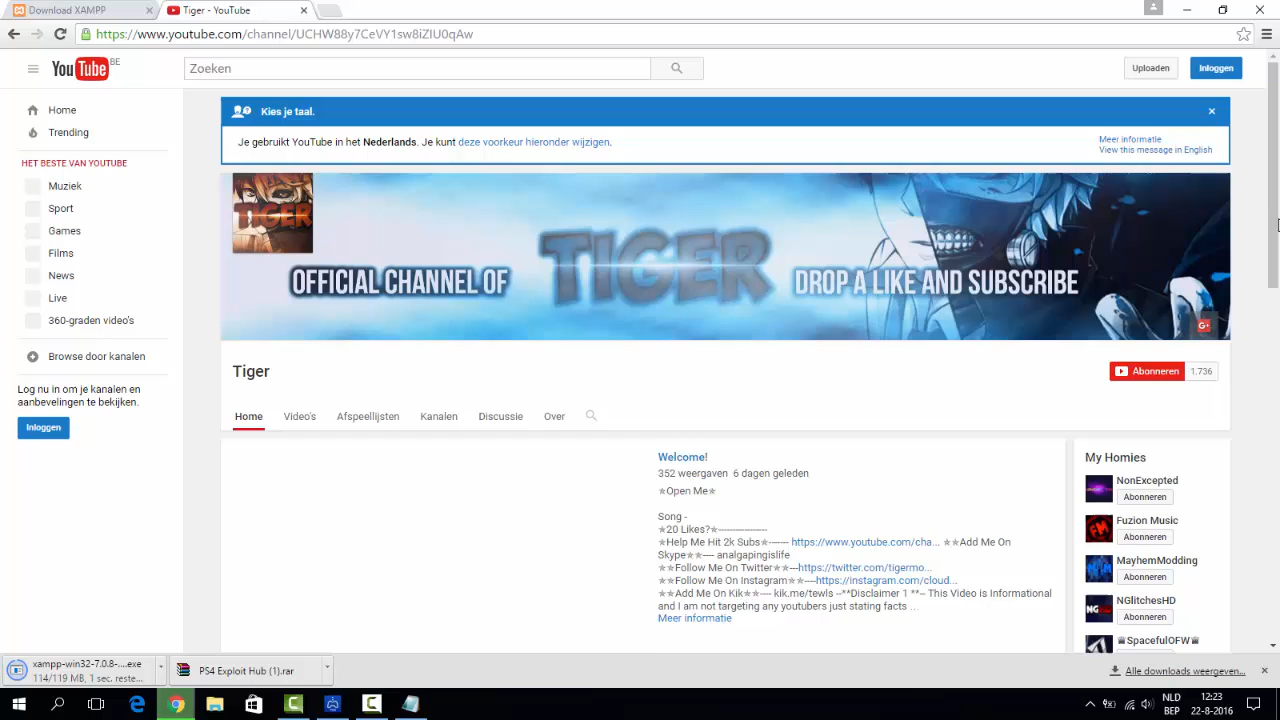 Download XAMPP
Tiger - YouTube
https://www.youtube.com/channel/UCHW88y7CeVY1sw8iZIU0qAw
YouTube BE
Zoeken
Uploaden
Inloggen
Home
Trending
HET BESTE VAN YOUTUBE
Muziek
Sport
Games
Films
News
Live
360-graden video's
Browse door kanalen
Log nu in om je kanalen en
aanbevelingen te bekijken.
Inloggen
Kies je taal.
Je gebruikt YouTube in het Nederlands. Je kunt deze voorkeur hieronder wijzigen.
Meer informatie
View this message in English
TIGER
OFFICIAL CHANNEL OF TIGER DROP A LIKE AND SUBSCRIBE
Tiger
Abonneren 1.736
Home Video's Afspeellijsten Kanalen Discussie Over
Welcome!
352 weergaven 6 dagen geleden
✯Open Me✯
Song -
✯20 Likes?✯-----------------
✯Help Me Hit 2k Subs✯------- https://www.youtube.com/cha... ✯✯Add Me On
Skype✯✯---- analgapingislife
✯✯Follow Me On Twitter✯✯---https://twitter.com/tigermo...
✯✯Follow Me On Instagram✯✯----https://instagram.com/cloud...
✯✯Add Me On Kik✯✯---- kik.me/tewls --**Disclaimer 1 **-- This Video is Informational
and I am not targeting any youtubers just stating facts ...
Meer informatie
My Homies
NonExcepted
Abonneren
Fuzion Music
Abonneren
MayhemModding
Abonneren
NGlitchesHD
Abonneren
♛SpacefulOFW♛
xampp-win32-7.0.8-....exe
114/119 MB, 1 sec. reste...
PS4 Exploit Hub (1).rar
Alle downloads weergeven...
NLD
BEP
12:23
22-8-2016